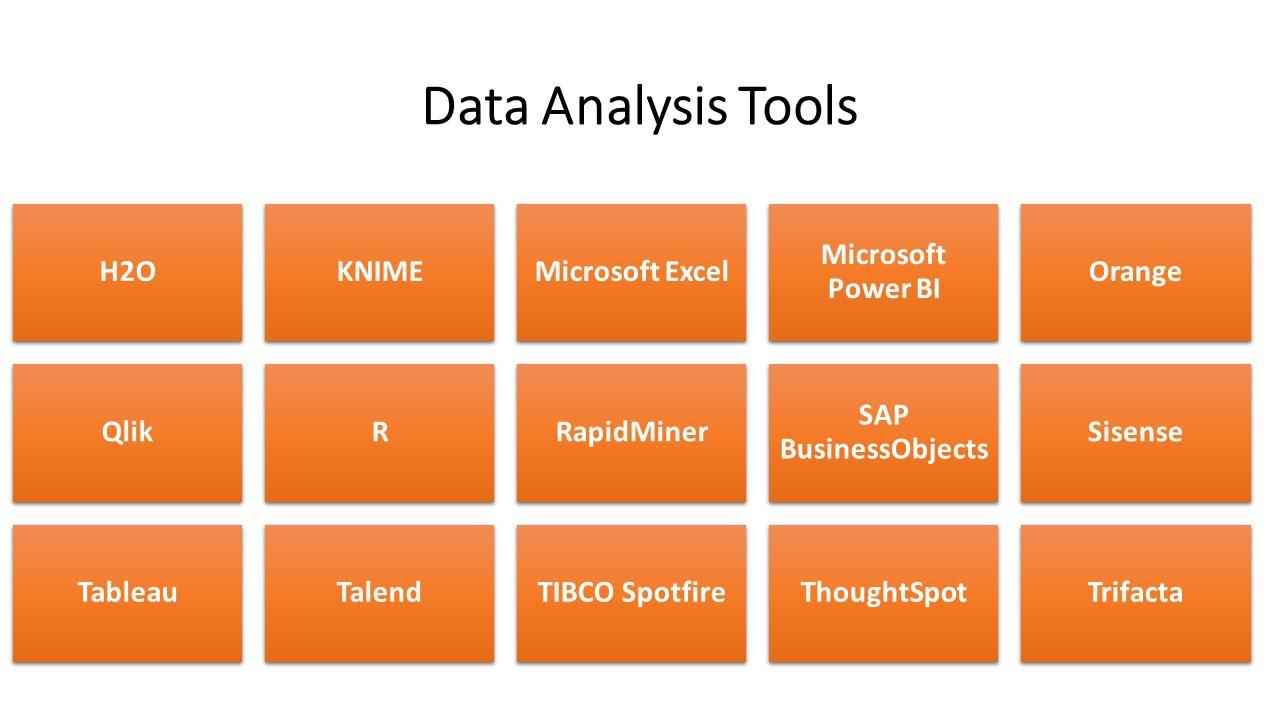 Data Analysis Tools
H2O
KNIME
Microsoft Excel
Microsoft
Power BI
Orange
Qlik
R
RapidMiner
SAP
BusinessObjects
Sisense
Tableau
Talend
TIBCO Spotfire
ThoughtSpot
Trifacta